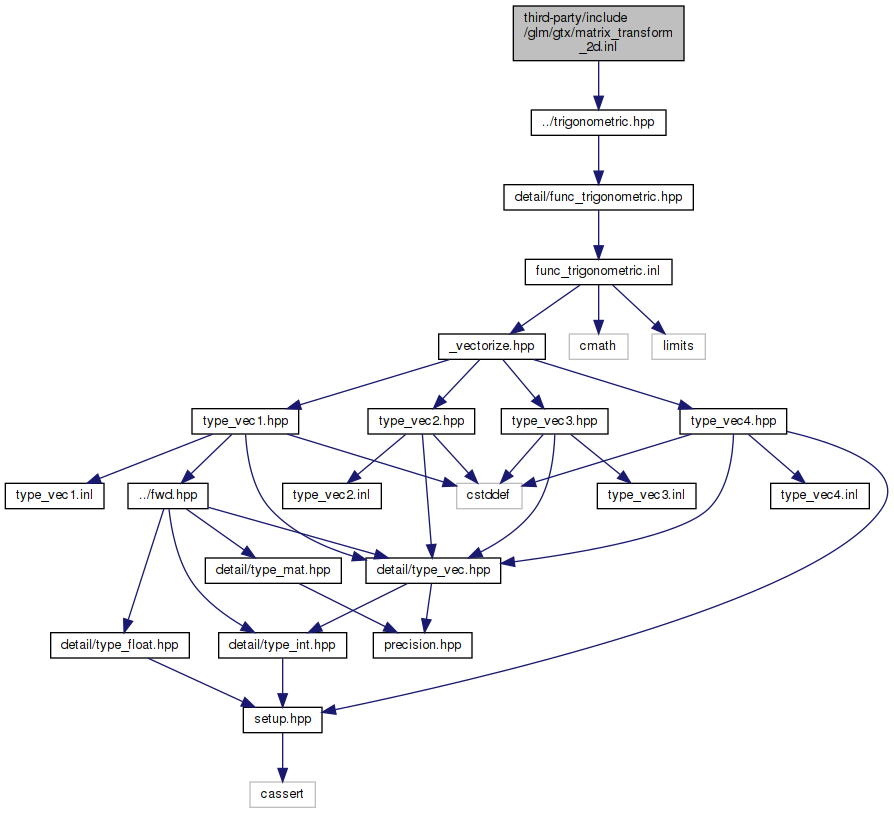 third-party/include
/glm/gtx/matrix_transform
_2d.inl
../trigonometric.hpp
detail/func_trigonometric.hpp
func_trigonometric.inl
_vectorize.hpp
cmath
limits
type_vec1.hpp
type_vec2.hpp
type_vec3.hpp
type_vec4.hpp
type_vec1.inl
../fwd.hpp
type_vec2.inl
cstddef
type_vec3.inl
type_vec4.inl
detail/type_mat.hpp
detail/type_vec.hpp
detail/type_float.hpp
detail/type_int.hpp
precision.hpp
setup.hpp
cassert